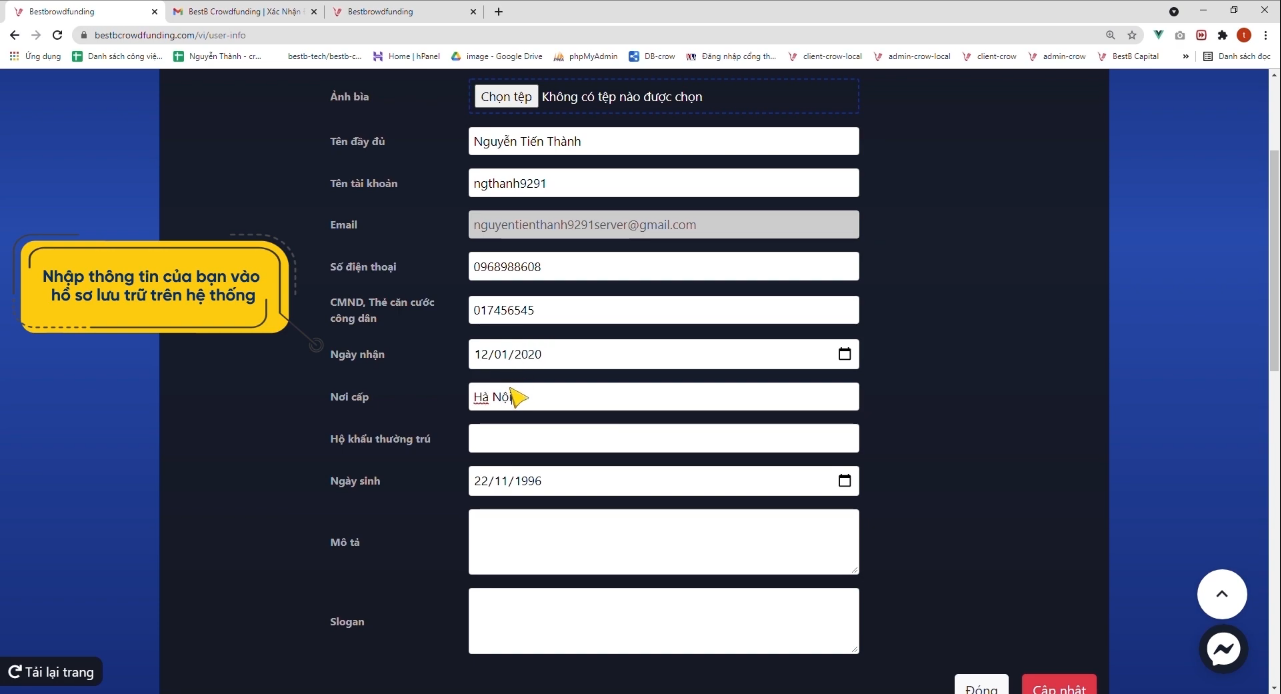 Bestbrowdfunding
BestB Crowdfunding | Xác Nhận
Bestbrowdfunding
bestbcrowdfunding.com/vi/user-info
Ứng dụng
Danh sách công việ...
Nguyễn Thành - cr...
bestb-tech/bestb-c...
Home | hPanel
image - Google Drive
phpMyAdmin
DB-crow
Đăng nhập cổng th...
client-crow-local
admin-crow-local
client-crow
admin-crow
BestB Capital
»
Danh sách đọc
Ảnh bìa
Chọn tệp Không có tệp nào được chọn
Tên đầy đủ
Nguyễn Tiến Thành
Tên tài khoản
ngthanh9291
Email
nguyentienthanh9291server@gmail.com
Nhập thông tin của bạn vào
hồ sơ lưu trữ trên hệ thống
Số điện thoại
0968988608
CMND, Thẻ căn cước
công dân
017456545
Ngày nhận
12/01/2020
Nơi cấp
Hà Nội
Hộ khẩu thường trú
Ngày sinh
22/11/1996
Mô tả
Slogan
Tải lại trang
Đóng
Cập nhật